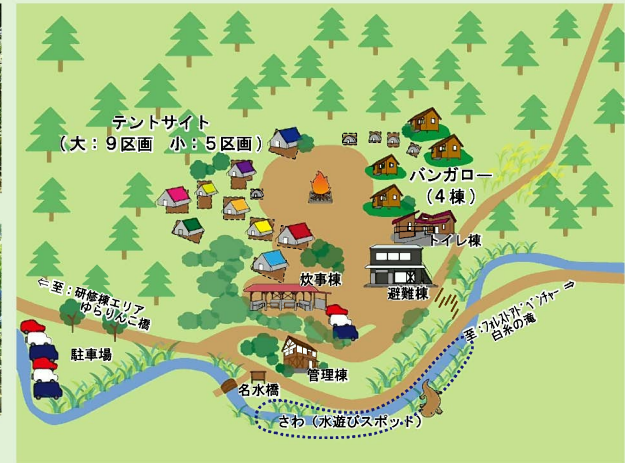 テントサイト
（大：９区画　小：５区画）
バンガロー
（４棟）
トイレ棟
炊事棟
避難棟
⇐至：研修棟エリア
ゆらりんこ橋
駐車場
管理棟
名水橋
至：フォレストアドベンチャー⇒
白糸の滝
さわ（水遊びスポッド）